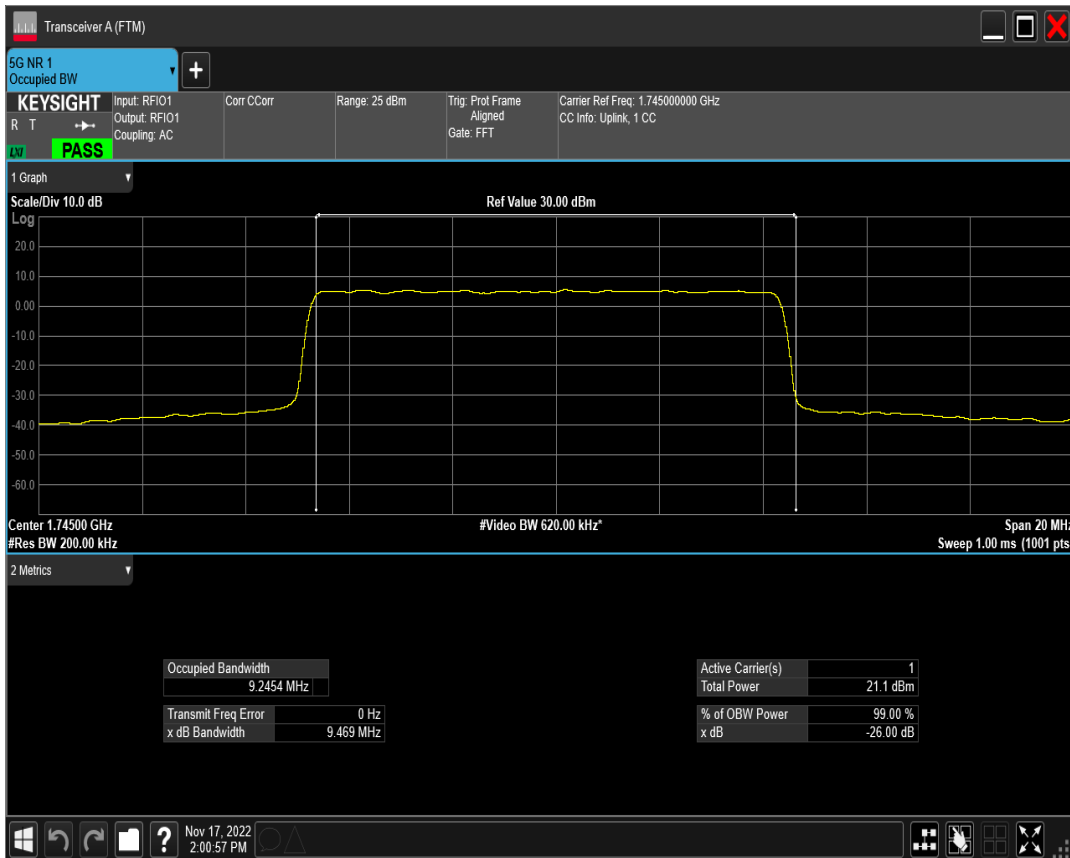 Transceiver A (FTM)
5G NR 1
Occupied BW
+
KEYSIGHT
R T
LXI
PASS
Input: RFIO1
Output: RFIO1
Coupling: AC
Corr CCorr
Range: 25 dBm
Trig: Prot Frame
Aligned
Gate: FFT
Carrier Ref Freq: 1.745000000 GHz
CC Info: Uplink, 1 CC
1 Graph
Scale/Div 10.0 dB
Ref Value 30.00 dBm
Log
20.0
10.0
0.00
-10.0
-20.0
-30.0
-40.0
-50.0
-60.0
Center 1.74500 GHz
#Video BW 620.00 kHz*
Span 20 MHz
#Res BW 200.00 kHz
Sweep 1.00 ms (1001 pts
2 Metrics
Occupied Bandwidth
9.2454 MHz
Transmit Freq Error 0 Hz
x dB Bandwidth 9.469 MHz
Active Carrier(s) 1
Total Power 21.1 dBm
% of OBW Power 99.00 %
x dB -26.00 dB
?
Nov 17, 2022
2:00:57 PM